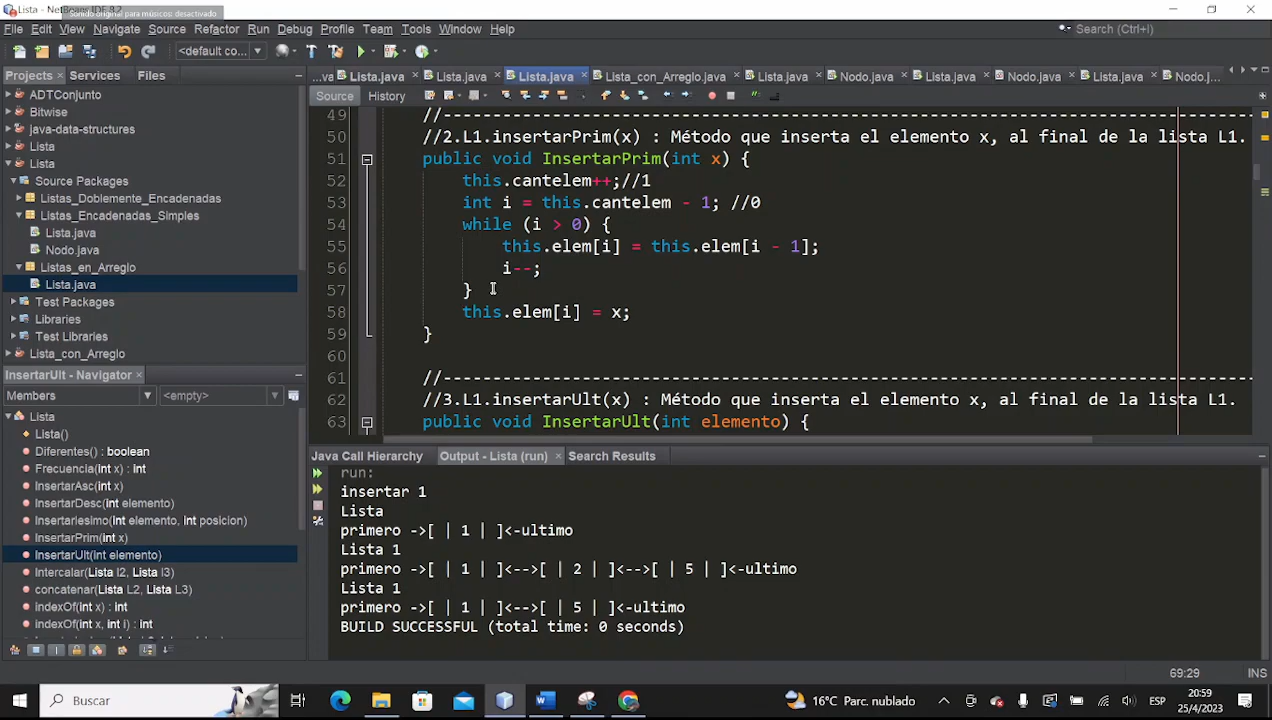 Lista - NetBeans IDE 8.2
Sonido original para músicos: desactivado
File Edit View Navigate Source Refactor Run Debug Profile Team Tools Window Help
Search (Ctrl+I)
<default co...
Projects Services Files
...va Lista.java Lista.java Lista.java Lista_con_Arreglo.java Lista.java Nodo.java Lista.java Nodo.java Lista.java Nodo.j...
Source History
ADTConjunto
Bitwise
java-data-structures
Lista
Lista
Source Packages
Listas_Doblemente_Encadenadas
Listas_Encadenadas_Simples
Lista.java
Nodo.java
Listas_en_Arreglo
Lista.java
Test Packages
Libraries
Test Libraries
Lista_con_Arreglo
49 //----------------------------------------------------------------------------------
50 //2.L1.insertarPrim(x) : Método que inserta el elemento x, al final de la lista L1.
51 public void InsertarPrim(int x) {
52 this.cantelem++;//1
53 int i = this.cantelem - 1; //0
54 while (i > 0) {
55 this.elem[i] = this.elem[i - 1];
56 i--;
57 }
58 this.elem[i] = x;
59 }
60
61 //----------------------------------------------------------------------------------
62 //3.L1.insertarUlt(x) : Método que inserta el elemento x, al final de la lista L1.
63 public void InsertarUlt(int elemento) {
InsertarUlt - Navigator
Members <empty>
Lista
Lista()
Diferentes() : boolean
Frecuencia(int x) : int
InsertarAsc(int x)
InsertarDesc(int elemento)
InsertarIesimo(int elemento, int posicion)
InsertarPrim(int x)
InsertarUlt(int elemento)
Intercalar(Lista l2, Lista l3)
concatenar(Lista L2, Lista L3)
indexOf(int x) : int
indexOf(int x, int i) : int
Java Call Hierarchy Output - Lista (run) Search Results
run:
insertar 1
Lista
primero ->[ | 1 | ]<-ultimo
Lista 1
primero ->[ | 1 | ]<-->[ | 2 | ]<-->[ | 5 | ]<-ultimo
Lista 1
primero ->[ | 1 | ]<-->[ | 5 | ]<-ultimo
BUILD SUCCESSFUL (total time: 0 seconds)
69:29 INS
Buscar
16°C Parc. nublado
ESP
20:59
25/4/2023